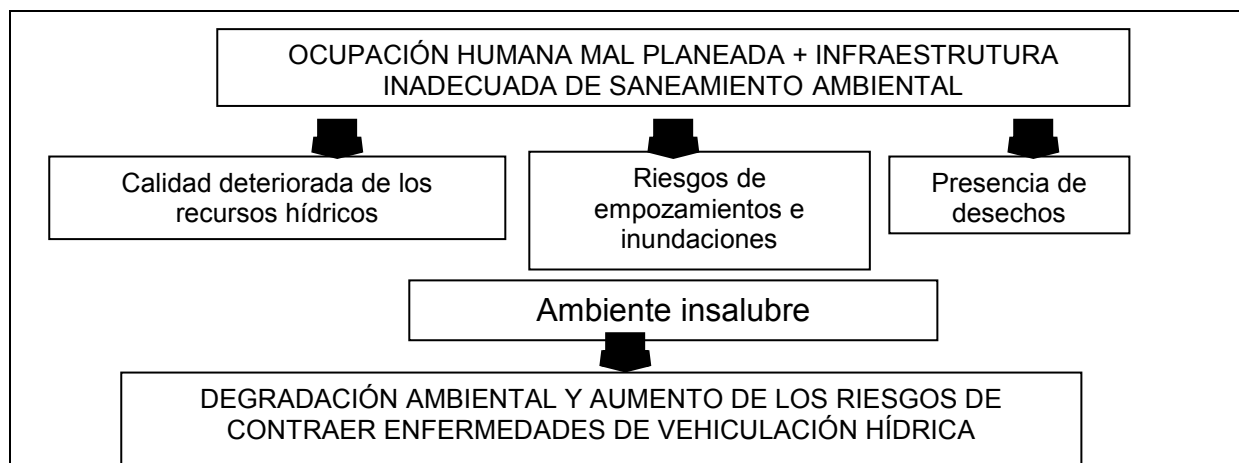 OCUPACIÓN HUMANA MAL PLANEADA + INFRAESTRUTURA
INADECUADA DE SANEAMIENTO AMBIENTAL
Calidad deteriorada de los
recursos hídricos
Riesgos de
empozamientos e
inundaciones
Presencia de
desechos
Ambiente insalubre
DEGRADACIÓN AMBIENTAL Y AUMENTO DE LOS RIESGOS DE
CONTRAER ENFERMEDADES DE VEHICULACIÓN HÍDRICA